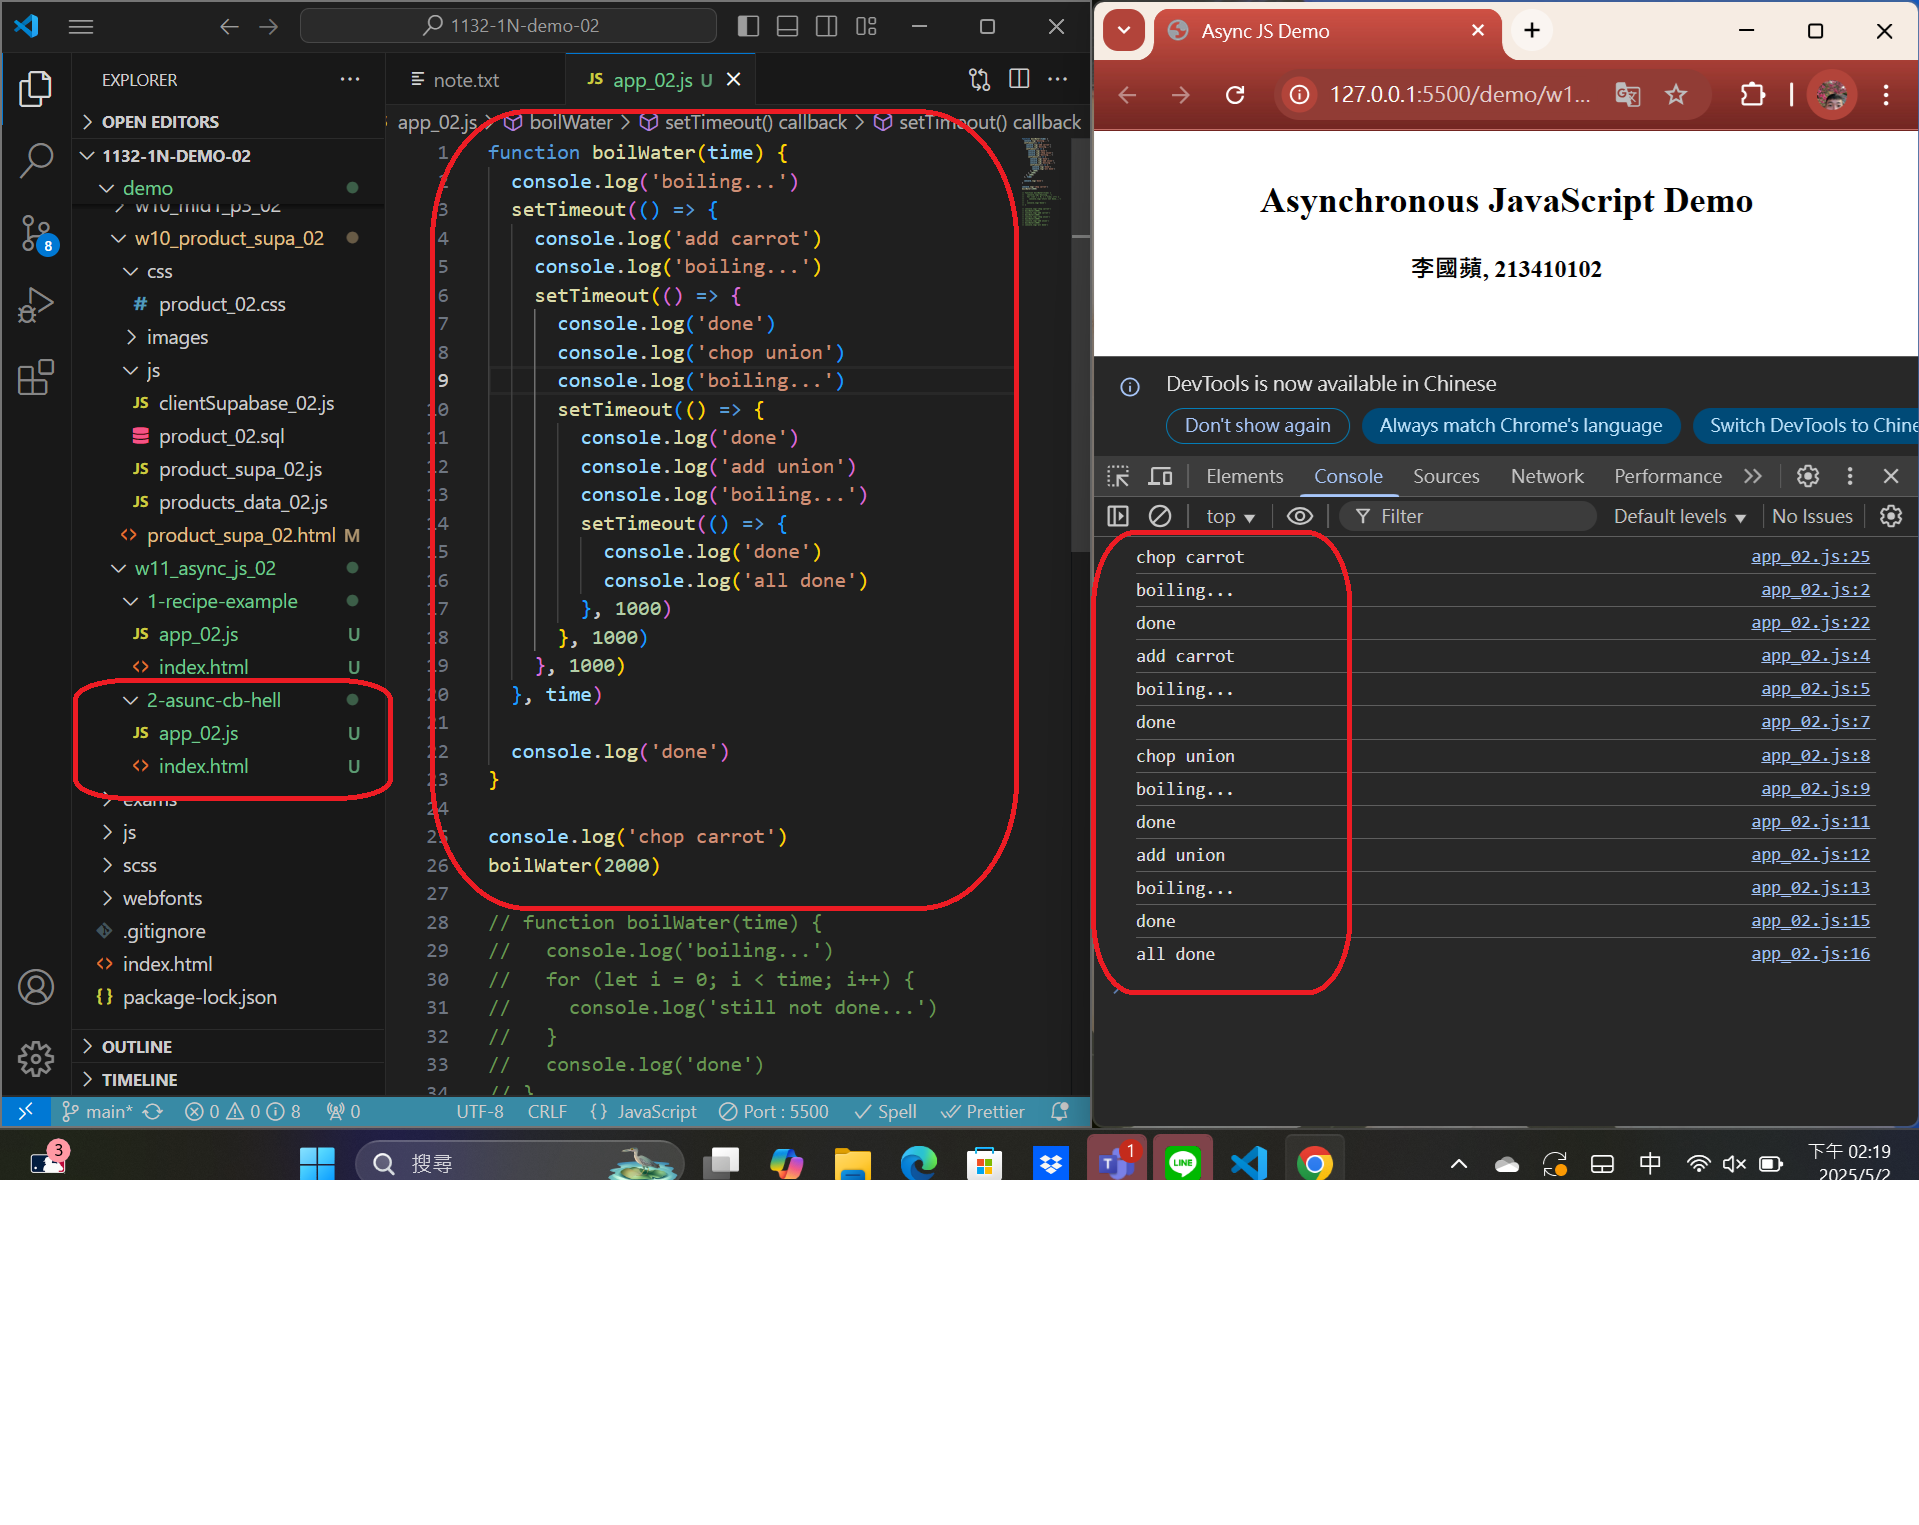 1132-1N-demo-02
EXPLORER
OPEN EDITORS
1132-1N-DEMO-02
demo
w10_mid1_p3_02
w10_product_supa_02
css
# product_02.css
images
js
JS clientSupabase_02.js
product_02.sql
JS product_supa_02.js
JS products_data_02.js
<> product_supa_02.html M
w11_async_js_02
1-recipe-example
JS app_02.js U
<> index.html U
2-asunc-cb-hell
JS app_02.js U
<> index.html U
exams
js
scss
webfonts
.gitignore
<> index.html
{} package-lock.json
OUTLINE
TIMELINE
8
note.txt
JS app_02.js U
app_02.js > boilWater > setTimeout() callback > setTimeout() callback
1 function boilWater(time) {
2 console.log('boiling...')
3 setTimeout(() => {
4 console.log('add carrot')
5 console.log('boiling...')
6 setTimeout(() => {
7 console.log('done')
8 console.log('chop union')
9 console.log('boiling...')
10 setTimeout(() => {
11 console.log('done')
12 console.log('add union')
13 console.log('boiling...')
14 setTimeout(() => {
15 console.log('done')
16 console.log('all done')
17 }, 1000)
18 }, 1000)
19 }, 1000)
20 }, time)
21
22 console.log('done')
23 }
24
25 console.log('chop carrot')
26 boilWater(2000)
27
28 // function boilWater(time) {
29 // console.log('boiling...')
30 // for (let i = 0; i < time; i++) {
31 // console.log('still not done...')
32 // }
33 // console.log('done')
34 // }
main* 0 0 8 0 UTF-8 CRLF {} JavaScript Port : 5500 Spell Prettier
Async JS Demo
127.0.0.1:5500/demo/w1...
Asynchronous JavaScript Demo
李國蘋, 213410102
DevTools is now available in Chinese
Don't show again
Always match Chrome's language
Switch DevTools to Chine
Elements Console Sources Network Performance
top Filter Default levels No Issues
chop carrot app_02.js:25
boiling... app_02.js:2
done app_02.js:22
add carrot app_02.js:4
boiling... app_02.js:5
done app_02.js:7
chop union app_02.js:8
boiling... app_02.js:9
done app_02.js:11
add union app_02.js:12
boiling... app_02.js:13
done app_02.js:15
all done app_02.js:16
3
搜尋
1
LINE
中
下午 02:19
2025/5/2